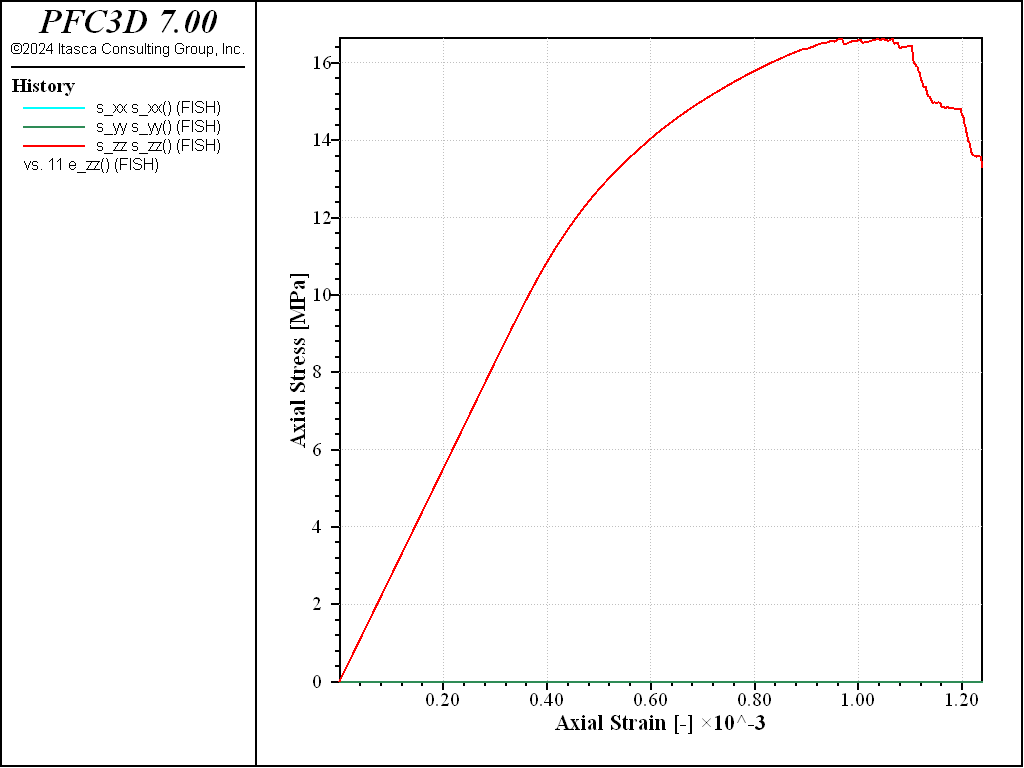 PFC3D 7.00
©2024 Itasca Consulting Group, Inc.
History
s_xx s_xx() (FISH)
s_yy s_yy() (FISH)
s_zz s_zz() (FISH)
vs. 11 e_zz() (FISH)
Axial Stress [MPa]
16
14
12
10
8
6
4
2
0
0.20 0.40 0.60 0.80 1.00 1.20
Axial Strain [-] ×10^-3